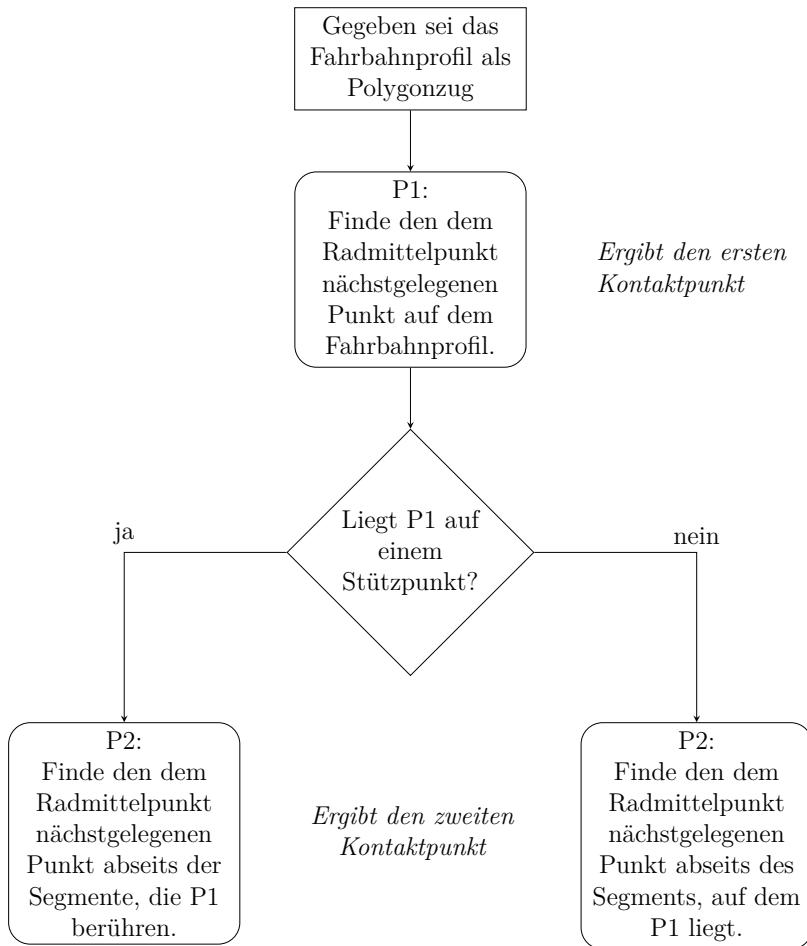 Gegeben sei das
Fahrbahnprofil als
Polygonzug
P1:
Finde den dem
Radmittelpunkt
nächstgelegenen
Punkt auf dem
Fahrbahnprofil.
Ergibt den ersten
Kontaktpunkt
Liegt P1 auf
einem
Stützpunkt?
ja
nein
P2:
Finde den dem
Radmittelpunkt
nächstgelegenen
Punkt abseits der
Segmente, die P1
berühren.
Ergibt den zweiten
Kontaktpunkt
P2:
Finde den dem
Radmittelpunkt
nächstgelegenen
Punkt abseits des
Segments, auf dem
P1 liegt.